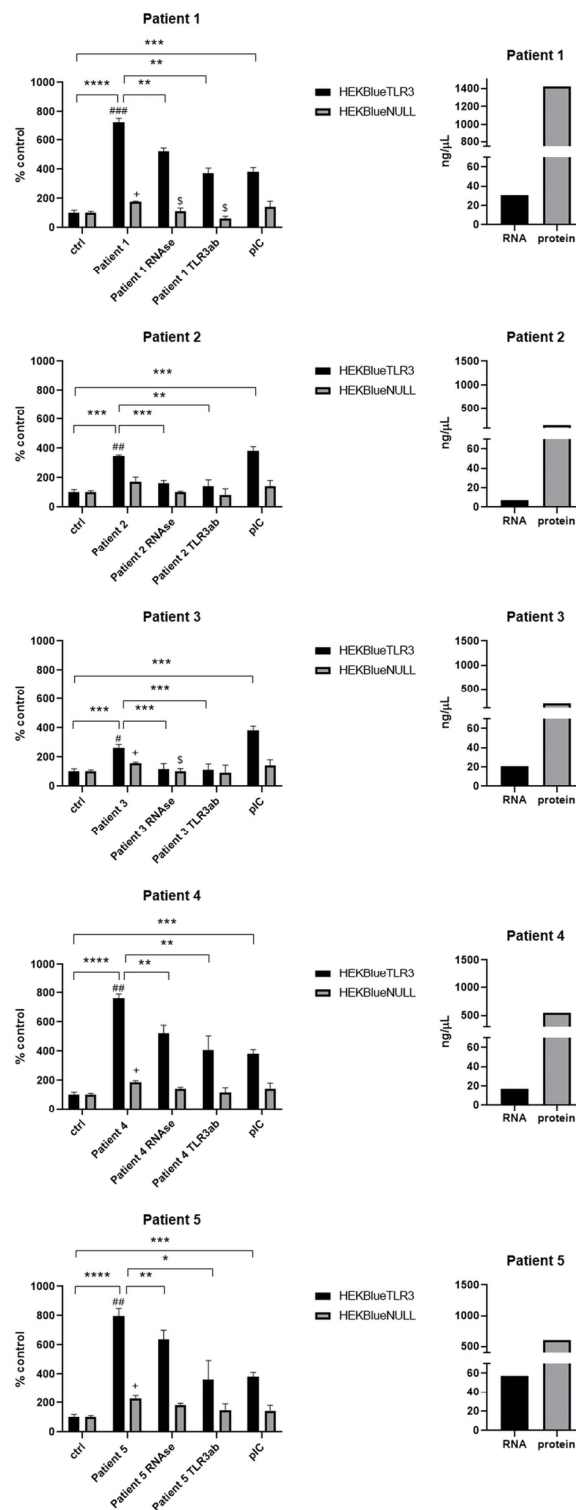 Patient 1
***
**
**** **
###
+
$
$
1000
800
600
400
200
0
% control
ctrl
Patient 1
Patient 1 RNAse
Patient 1 TLR3ab
pIC
HEKBlueTLR3
HEKBlueNULL
Patient 1
1400
1200
1000
800
60
40
20
0
ng/µL
RNA protein
Patient 2
***
**
*** ***
##
1000
800
600
400
200
0
% control
ctrl
Patient 2
Patient 2 RNAse
Patient 2 TLR3ab
pIC
HEKBlueTLR3
HEKBlueNULL
Patient 2
1500
1000
500
60
40
20
0
ng/µL
RNA protein
Patient 3
***
***
*** ***
#
+
$
1000
800
600
400
200
0
% control
ctrl
Patient 3
Patient 3 RNAse
Patient 3 TLR3ab
pIC
HEKBlueTLR3
HEKBlueNULL
Patient 3
1500
1000
500
60
40
20
0
ng/µL
RNA protein
Patient 4
***
**
**** **
##
+
1000
800
600
400
200
0
% control
ctrl
Patient 4
Patient 4 RNAse
Patient 4 TLR3ab
pIC
HEKBlueTLR3
HEKBlueNULL
Patient 4
1500
1000
500
60
40
20
0
ng/µL
RNA protein
Patient 5
***
*
**** **
##
+
1000
800
600
400
200
0
% control
ctrl
Patient 5
Patient 5 RNAse
Patient 5 TLR3ab
pIC
HEKBlueTLR3
HEKBlueNULL
Patient 5
1500
1000
500
60
40
20
0
ng/µL
RNA protein